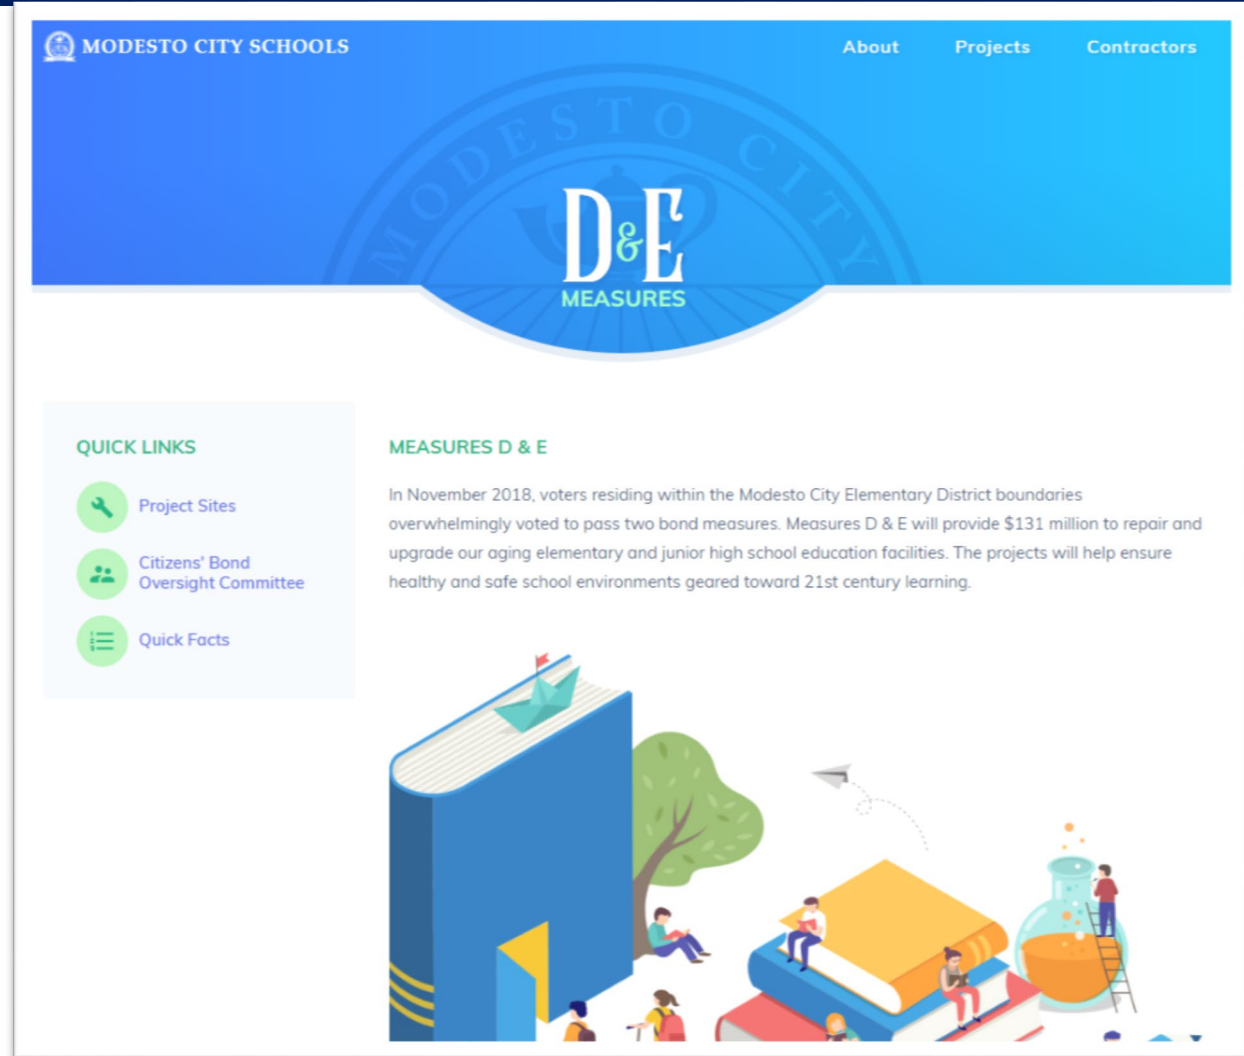 MODESTO CITY SCHOOLS
About Projects Contractors
MODESTO CITY
D&E
MEASURES
QUICK LINKS
Project Sites
Citizens' Bond
Oversight Committee
Quick Facts
MEASURES D & E
In November 2018, voters residing within the Modesto City Elementary District boundaries
overwhelmingly voted to pass two bond measures. Measures D & E will provide $131 million to repair and
upgrade our aging elementary and junior high school education facilities. The projects will help ensure
healthy and safe school environments geared toward 21st century learning.